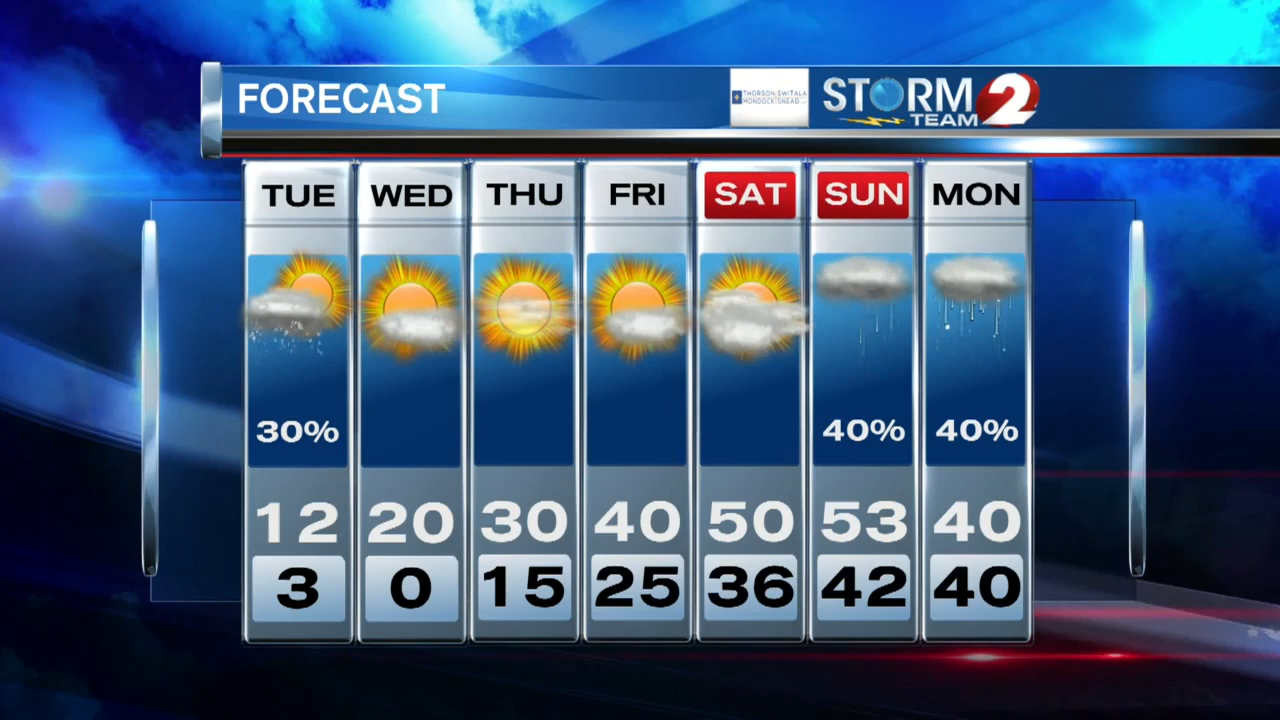 FORECAST
THORSON|SWITALA
MONDOCK|SNEAD
STORM
TEAM 2
TUE WED THU FRI SAT SUN MON
30% 40% 40%
12 20 30 40 50 53 40
3 0 15 25 36 42 40